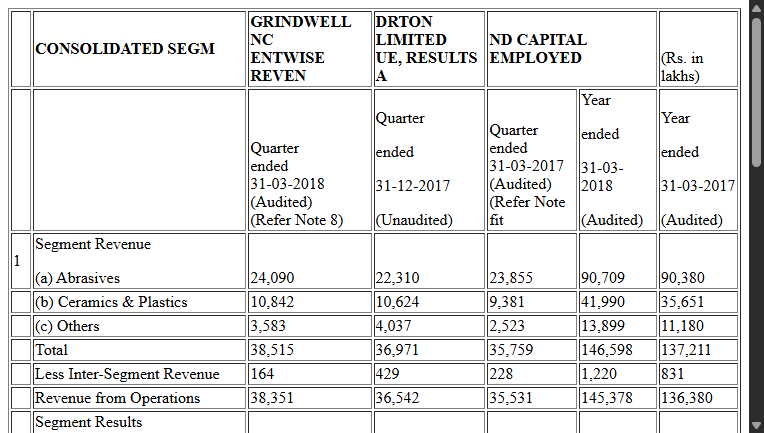 CONSOLIDATED SEGM
GRINDWELL
NC
ENTWISE
REVEN
DRTON
LIMITED
UE, RESULTS
A
ND CAPITAL
EMPLOYED
(Rs. in
lakhs)
Quarter
ended
31-03-2018
(Audited)
(Refer Note 8)
Quarter
ended
31-12-2017
(Unaudited)
Quarter
ended
31-03-2017
(Audited)
(Refer Note
fit
Year
ended
31-03-
2018
(Audited)
Year
ended
31-03-2017
(Audited)
1
Segment Revenue
(a) Abrasives 24,090 22,310 23,855 90,709 90,380
(b) Ceramics & Plastics 10,842 10,624 9,381 41,990 35,651
(c) Others 3,583 4,037 2,523 13,899 11,180
Total 38,515 36,971 35,759 146,598 137,211
Less Inter-Segment Revenue 164 429 228 1,220 831
Revenue from Operations 38,351 36,542 35,531 145,378 136,380
Segment Results